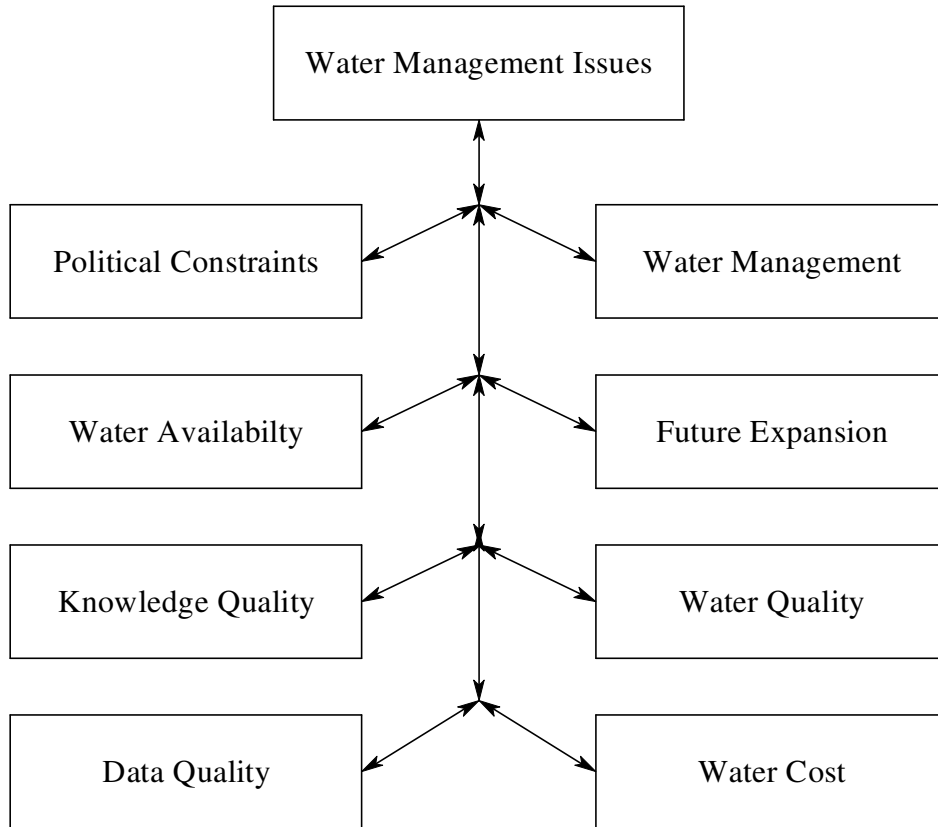 Water Management Issues
Political Constraints
Water Management
Water Availabilty
Future Expansion
Knowledge Quality
Water Quality
Data Quality
Water Cost